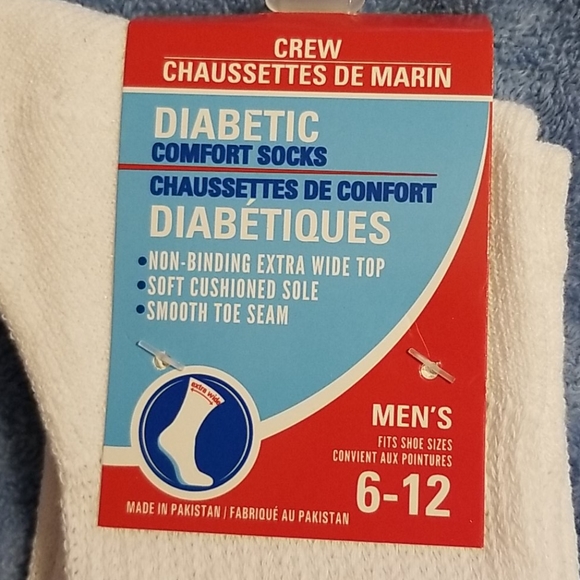 CREW
CHAUSSETTES DE MARIN
DIABETIC
COMFORT SOCKS
CHAUSSETTES DE CONFORT
DIABÉTIQUES
•NON-BINDING EXTRA WIDE TOP
•SOFT CUSHIONED SOLE
•SMOOTH TOE SEAM
extra wide
MEN'S
FITS SHOE SIZES
CONVIENT AUX POINTURES
6-12
MADE IN PAKISTAN / FABRIQUÉ AU PAKISTAN